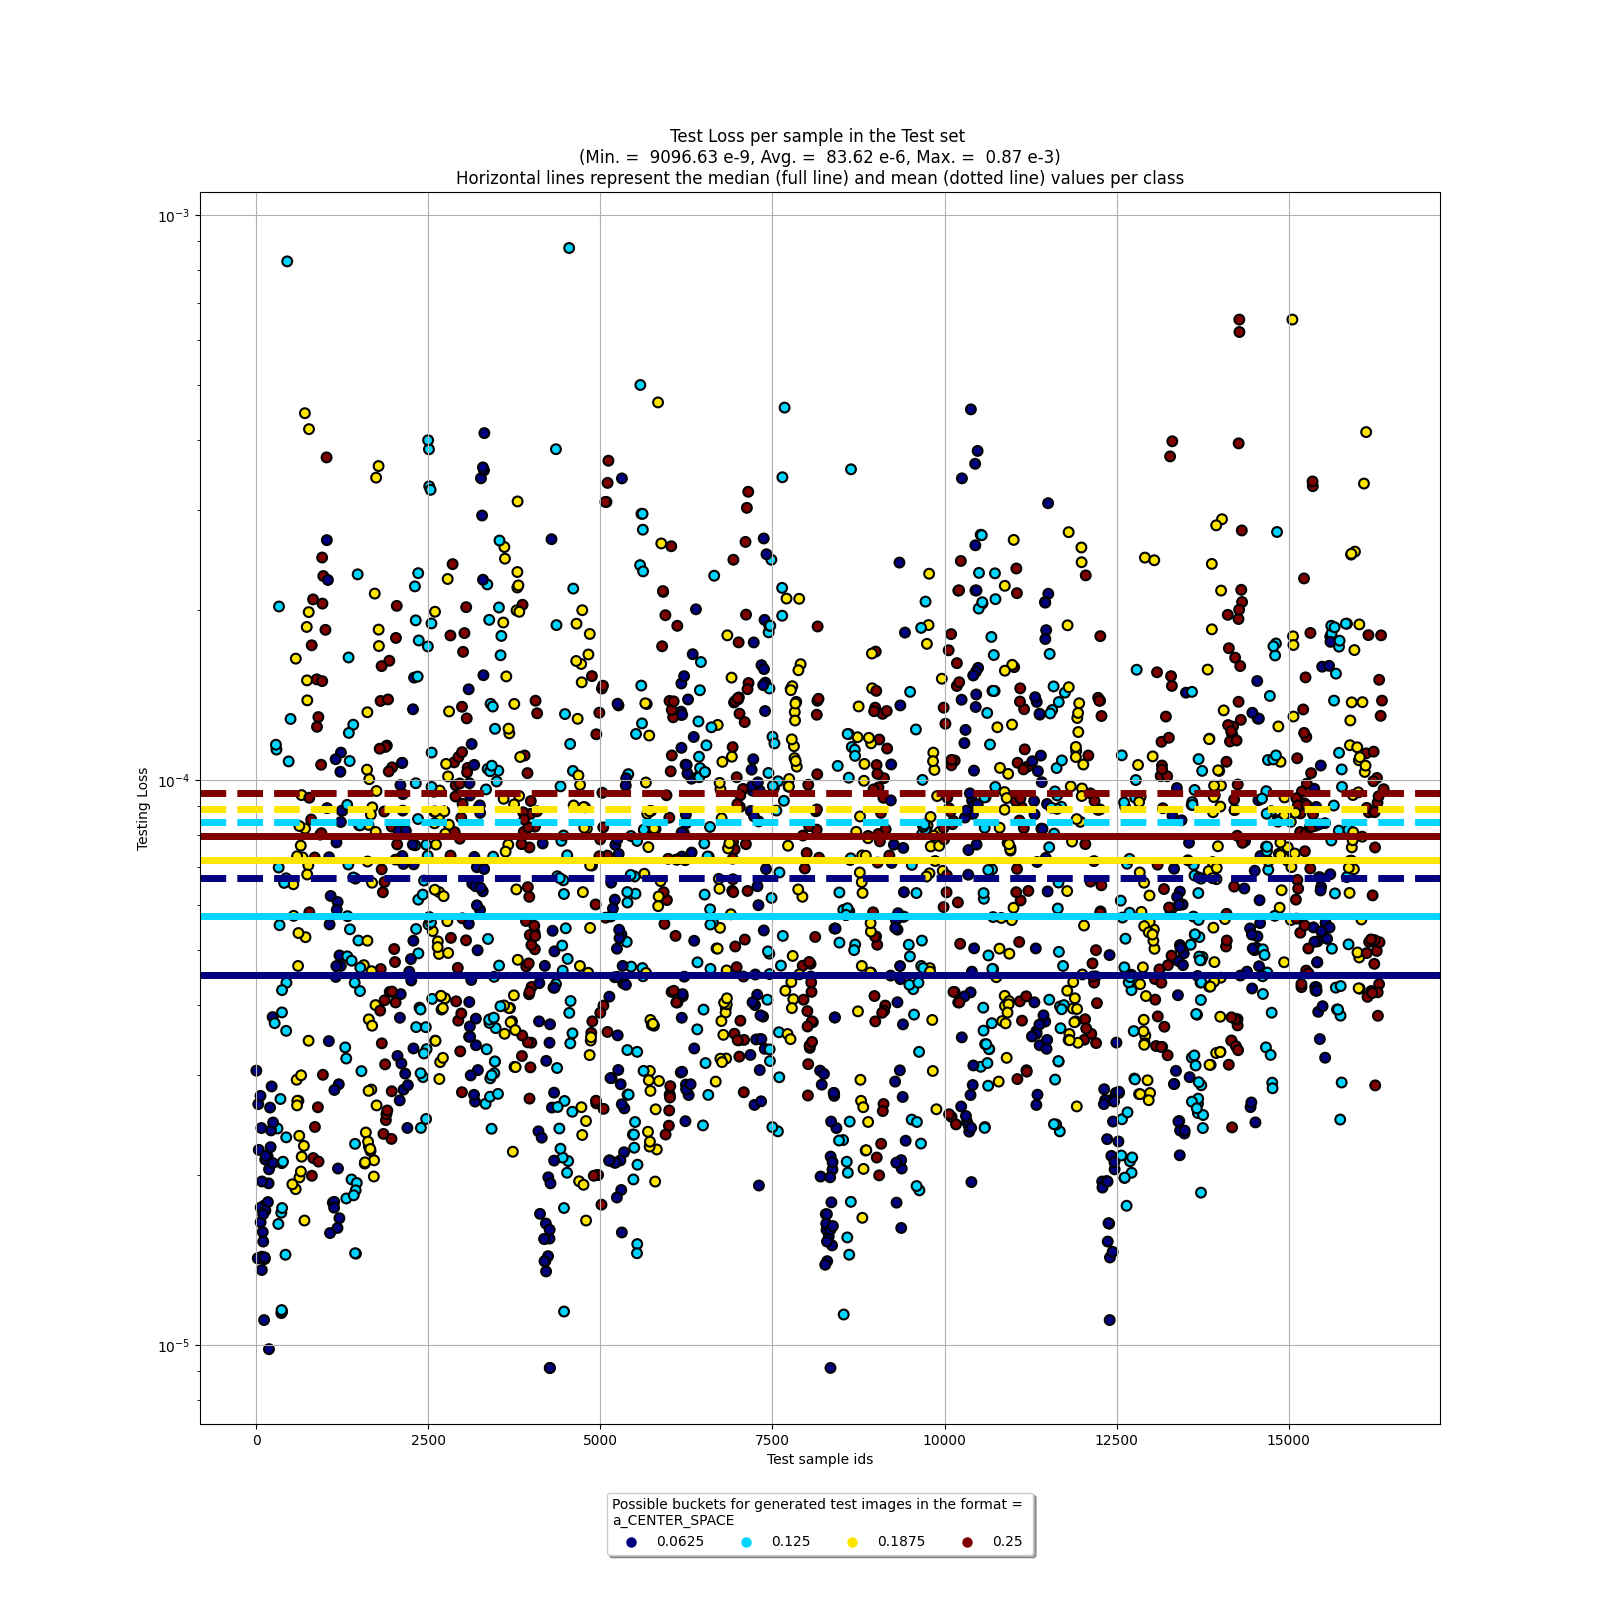 Test Loss per sample in the Test set
(Min. = 9096.63 e-9, Avg. = 83.62 e-6, Max. = 0.87 e-3)
Horizontal lines represent the median (full line) and mean (dotted line) values per class
10⁻³
10⁻⁴
10⁻⁵
Testing Loss
0 2500 5000 7500 10000 12500 15000
Test sample ids
Possible buckets for generated test images in the format =
a_CENTER_SPACE
0.0625 0.125 0.1875 0.25